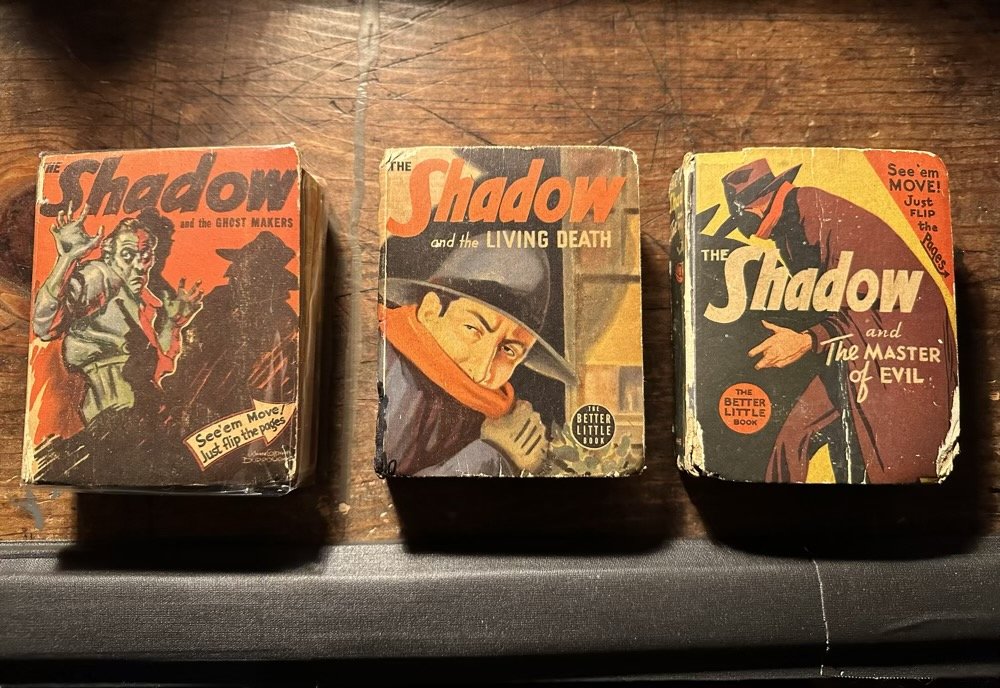 THE
Shadow
and the GHOST MAKERS
See'em Move!
Just flip the pages
THE
Shadow
and the LIVING DEATH
THE
BETTER
LITTLE
BOOK
See'em
MOVE!
Just
FLIP
the
Pages
THE
Shadow
and
The MASTER
of EVIL
THE
BETTER
LITTLE
BOOK